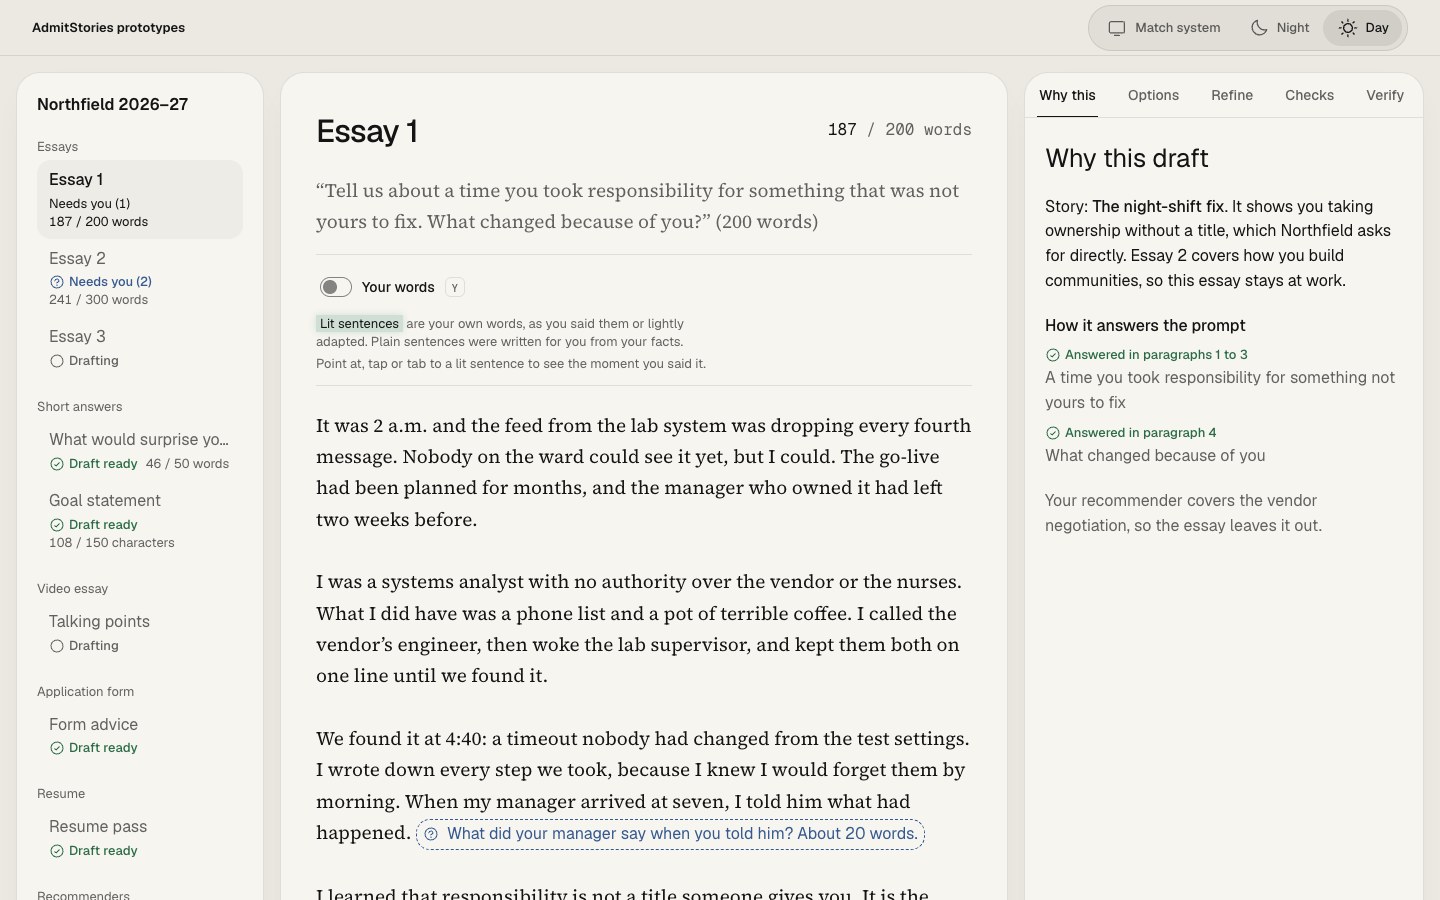 AdmitStories prototypes
Match system
Night
Day
Northfield 2026–27
Essays
Essay 1
Needs you (1)
187 / 200 words
Essay 2
Needs you (2)
241 / 300 words
Essay 3
Drafting
Short answers
What would surprise yo…
Draft ready 46 / 50 words
Goal statement
Draft ready
108 / 150 characters
Video essay
Talking points
Drafting
Application form
Form advice
Draft ready
Resume
Resume pass
Draft ready
Recommenders
Essay 1
187 / 200 words
“Tell us about a time you took responsibility for something that was not
yours to fix. What changed because of you?” (200 words)
Your words Y
Lit sentences are your own words, as you said them or lightly
adapted. Plain sentences were written for you from your facts.
Point at, tap or tab to a lit sentence to see the moment you said it.
It was 2 a.m. and the feed from the lab system was dropping every fourth
message. Nobody on the ward could see it yet, but I could. The go-live
had been planned for months, and the manager who owned it had left
two weeks before.
I was a systems analyst with no authority over the vendor or the nurses.
What I did have was a phone list and a pot of terrible coffee. I called the
vendor’s engineer, then woke the lab supervisor, and kept them both on
one line until we found it.
We found it at 4:40: a timeout nobody had changed from the test settings.
I wrote down every step we took, because I knew I would forget them by
morning. When my manager arrived at seven, I told him what had
happened. What did your manager say when you told him? About 20 words.
I learned that responsibility is not a title someone gives you. It is the
Why this
Options
Refine
Checks
Verify
Why this draft
Story: The night-shift fix. It shows you taking
ownership without a title, which Northfield asks
for directly. Essay 2 covers how you build
communities, so this essay stays at work.
How it answers the prompt
Answered in paragraphs 1 to 3
A time you took responsibility for something not
yours to fix
Answered in paragraph 4
What changed because of you
Your recommender covers the vendor
negotiation, so the essay leaves it out.